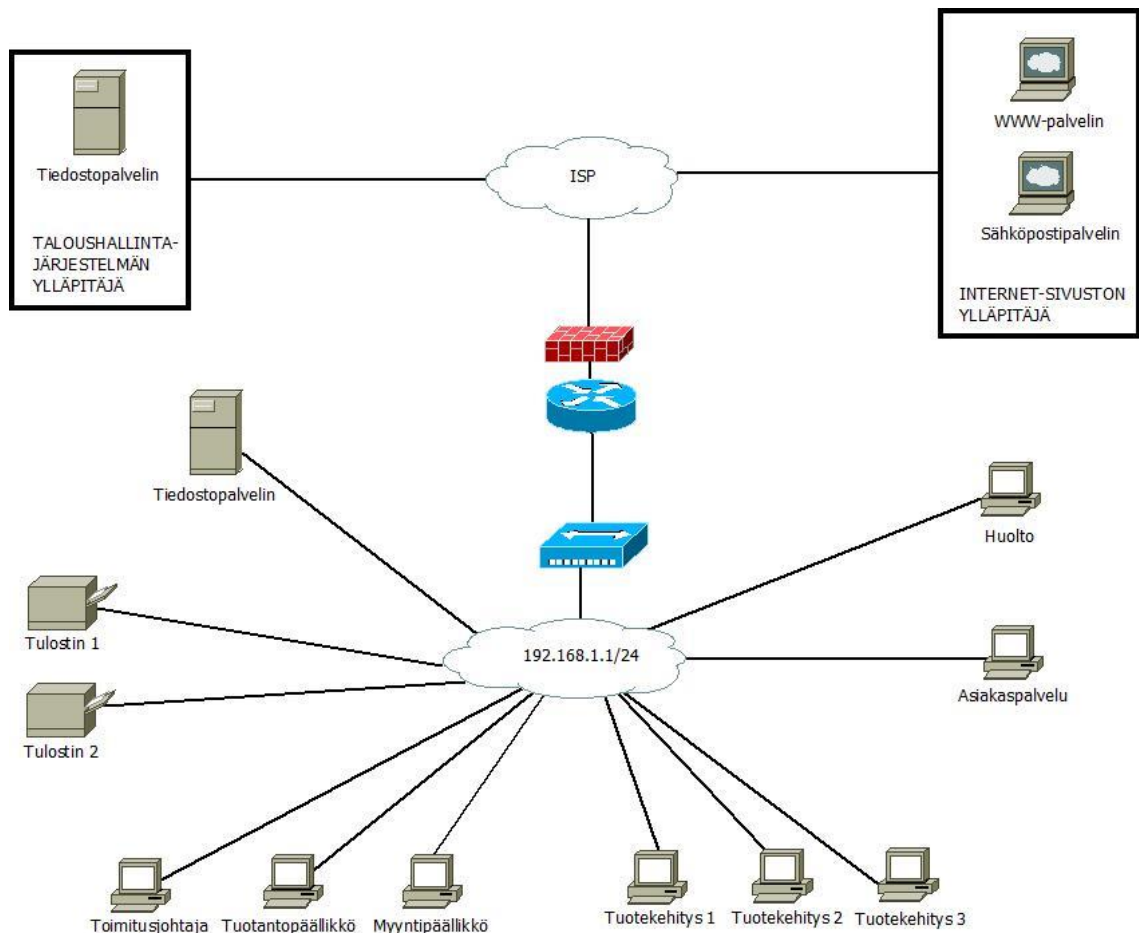 WWW-palvelin
Tiedostopalvelin
ISP
Sähköpostipalvelin
TALOUSHALLINTA-
JÄRJESTELMÄN
YLLÄPITÄJÄ
INTERNET-SIVUSTON
YLLÄPITÄJÄ
Tiedostopalvelin
Huolto
Tulostin 1
192.168.1.1/24
Asiakaspalvelu
Tulostin 2
Toimitusjohtaja
Tuotantopäällikkö
Myyntipäällikkö
Tuotekehitys 1
Tuotekehitys 2
Tuotekehitys 3